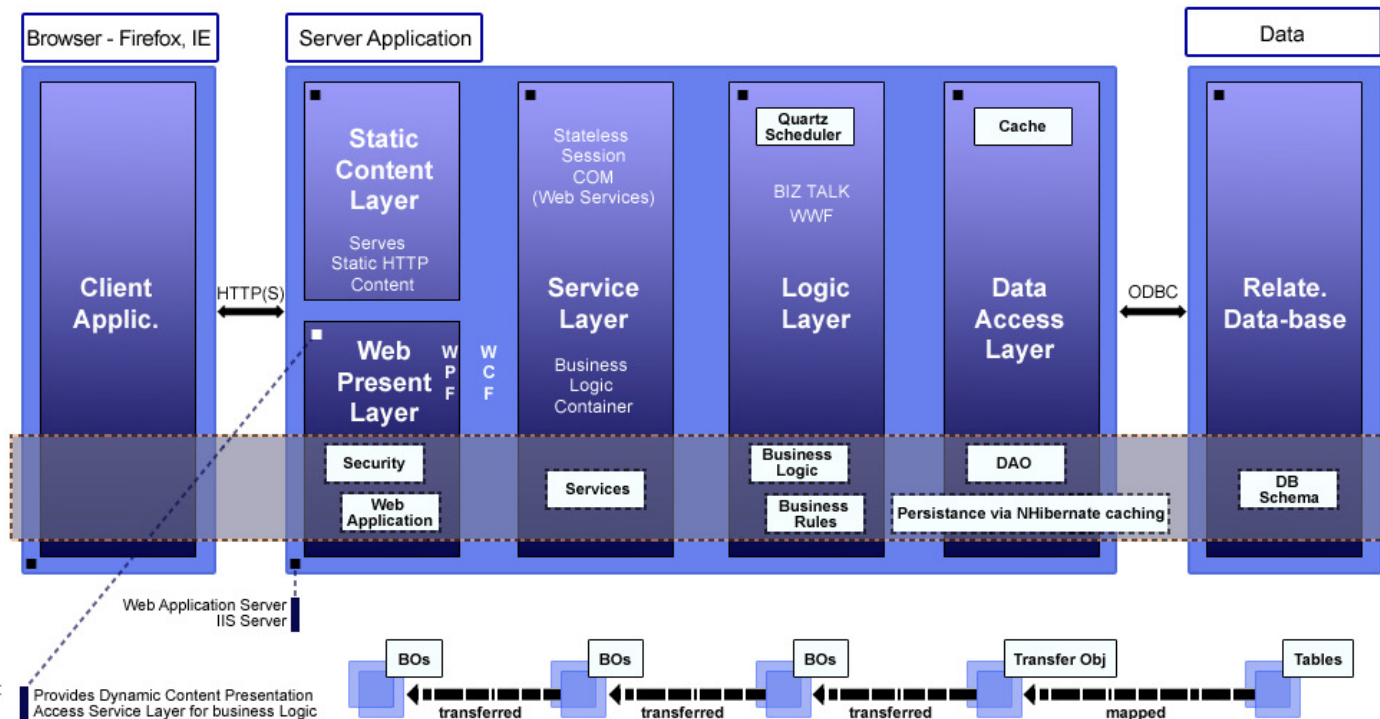 Browser - Firefox, IE
Server Application
Data
Client
Applic.
HTTP(S)
Static
Content
Layer
Serves
Static HTTP
Content
Web
Present
Layer
WPF
WCF
Security
Web
Application
Stateless
Session
COM
(Web Services)
Service
Layer
Business
Logic
Container
Services
Quartz
Scheduler
BIZ TALK
WWF
Logic
Layer
Business
Logic
Business
Rules
Cache
Data
Access
Layer
DAO
Persistance via NHibernate caching
ODBC
Relate.
Data-base
DB
Schema
Web Application Server
IIS Server
Provides Dynamic Content Presentation
Access Service Layer for business Logic
BOs
BOs
BOs
Transfer Obj
Tables
transferred
transferred
transferred
mapped